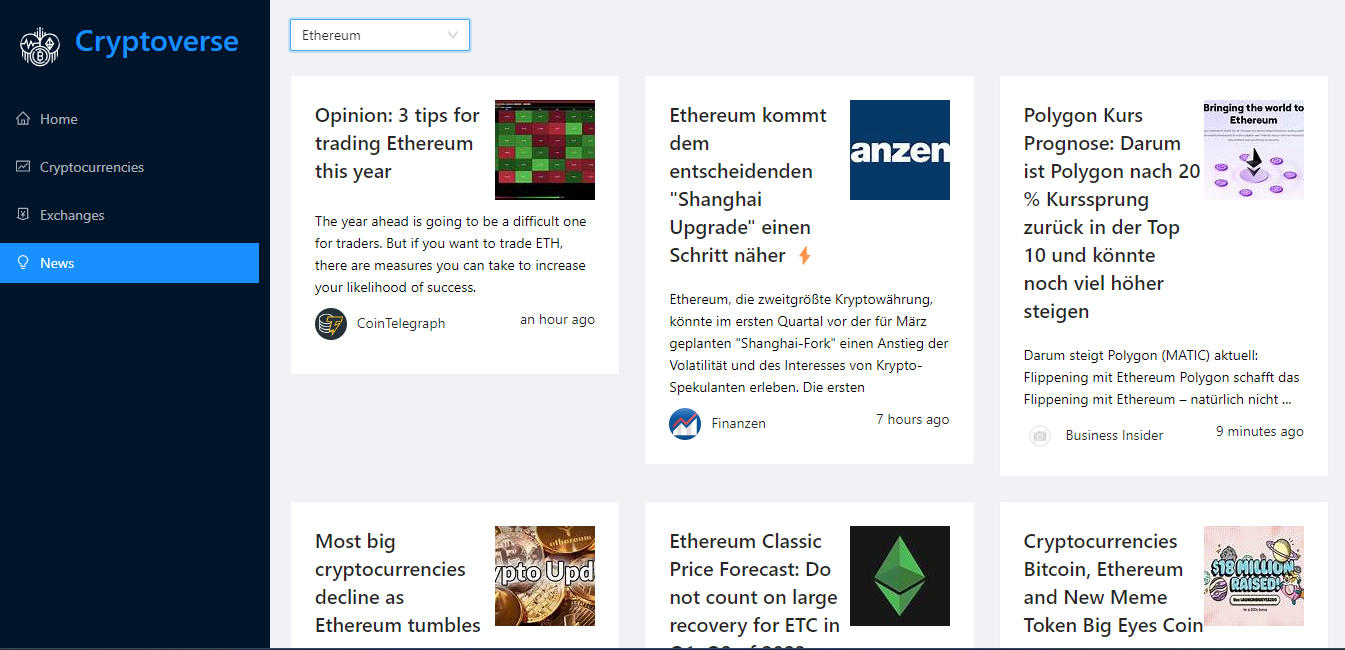 Cryptoverse
Home
Cryptocurrencies
Exchanges
News
Ethereum
Opinion: 3 tips for
trading Ethereum
this year
The year ahead is going to be a difficult one
for traders. But if you want to trade ETH,
there are measures you can take to increase
your likelihood of success.
CoinTelegraph
an hour ago
Ethereum kommt
dem
entscheidenden
"Shanghai
Upgrade" einen
Schritt näher ⚡
anzen
Ethereum, die zweitgrößte Kryptowährung,
könnte im ersten Quartal vor der für März
geplanten "Shanghai-Fork" einen Anstieg der
Volatilität und des Interesses von Krypto-
Spekulanten erleben. Die ersten
Finanzen
7 hours ago
Polygon Kurs
Prognose: Darum
ist Polygon nach 20
% Kurssprung
zurück in der Top
10 und könnte
noch viel höher
steigen
Bringing the world to
Ethereum
Darum steigt Polygon (MATIC) aktuell:
Flippening mit Ethereum Polygon schafft das
Flippening mit Ethereum – natürlich nicht ...
Business Insider
9 minutes ago
Most big
cryptocurrencies
decline as
Ethereum tumbles
ethereum
ypto Upd
Ethereum Classic
Price Forecast: Do
not count on large
recovery for ETC in
Cryptocurrencies
Bitcoin, Ethereum
and New Meme
Token Big Eyes Coin
$18 MILLION
RAISED!